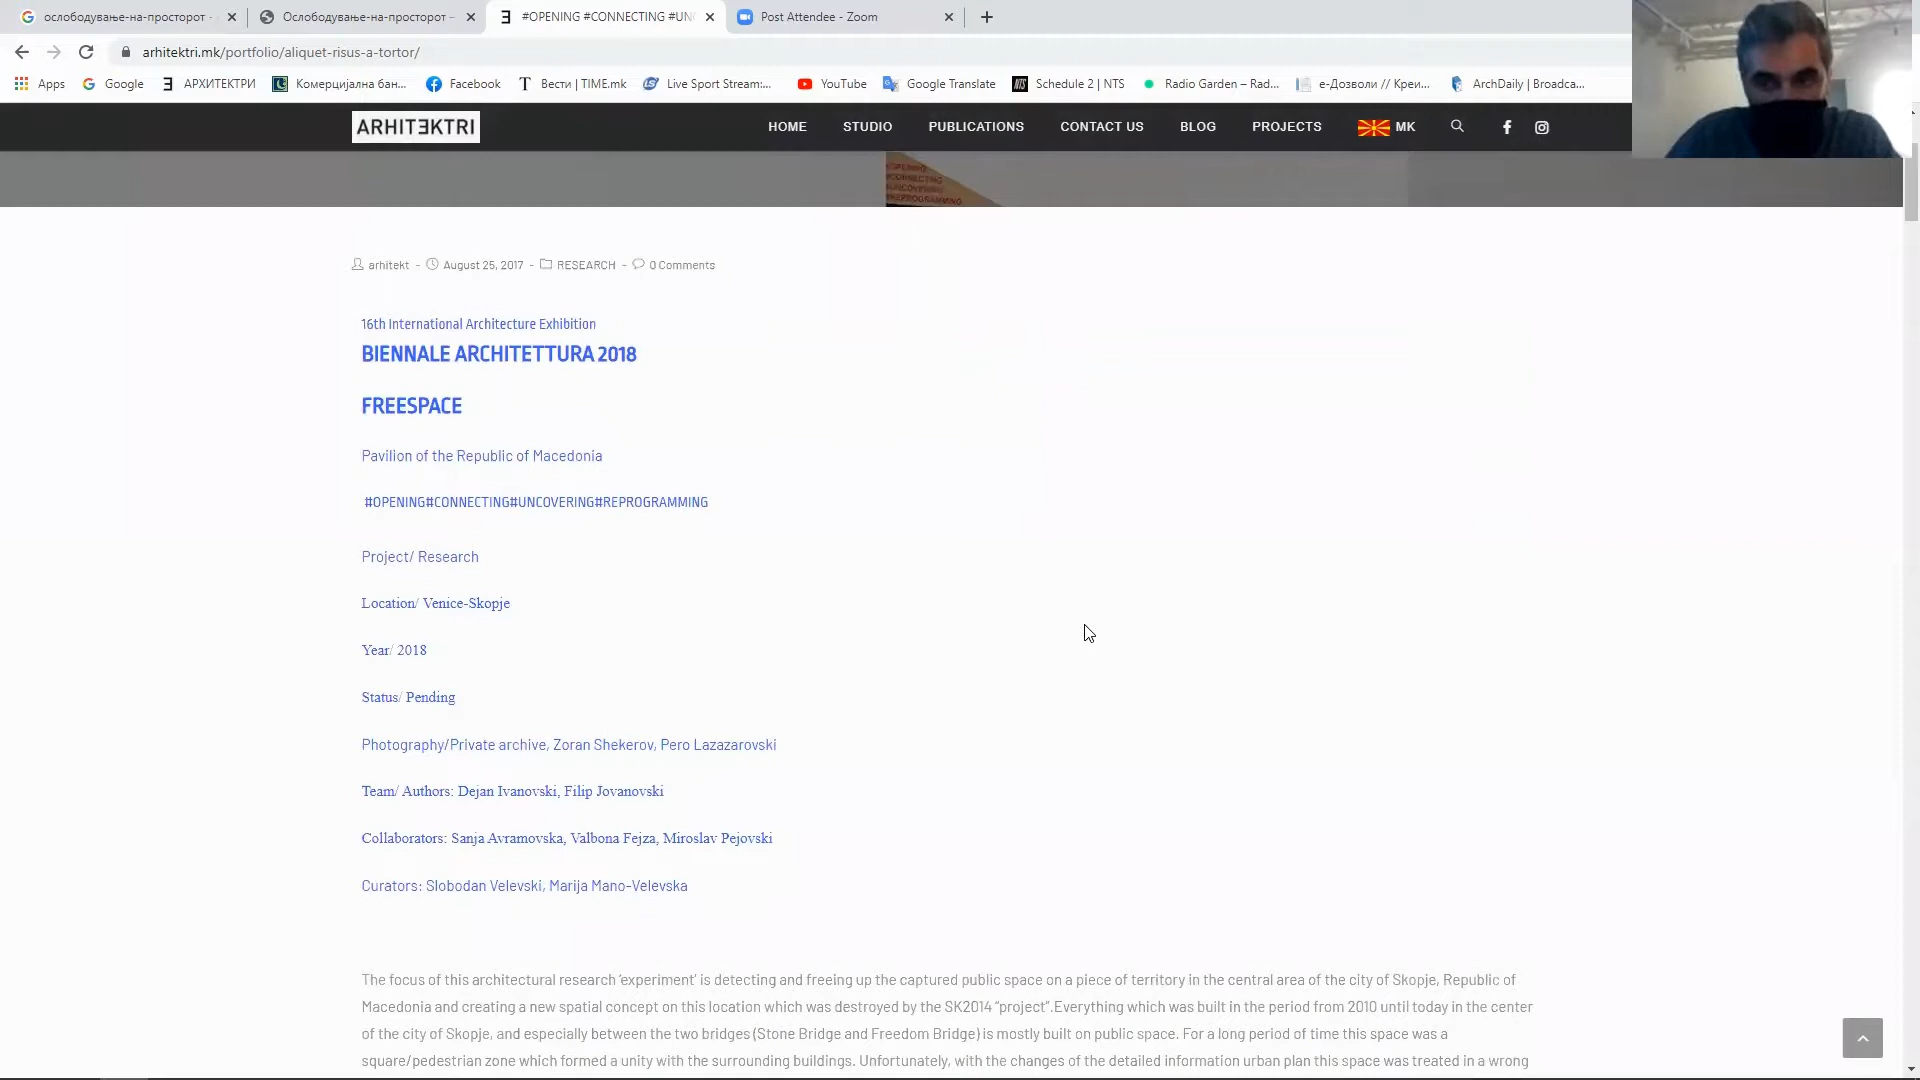 ослободување-на-просторот -
Ослободување-на-просторот –
#OPENING #CONNECTING #UN
Post Attendee - Zoom
arhitektri.mk/portfolio/aliquet-risus-a-tortor/
Apps Google АРХИТЕКТРИ Комерцијална бан... Facebook Вести | TIME.mk Live Sport Stream:... YouTube Google Translate Schedule 2 | NTS Radio Garden – Rad... е-Дозволи // Креи... ArchDaily | Broadca...
ARHITƎKTRI HOME STUDIO PUBLICATIONS CONTACT US BLOG PROJECTS MK
#CONNECTING
#UNCOVERING
#REPROGRAMMING
arhitekt - August 25, 2017 - RESEARCH - 0 Comments
16th International Architecture Exhibition
BIENNALE ARCHITETTURA 2018
FREESPACE
Pavilion of the Republic of Macedonia
#OPENING#CONNECTING#UNCOVERING#REPROGRAMMING
Project/ Research
Location/ Venice-Skopje
Year/ 2018
Status/ Pending
Photography/Private archive, Zoran Shekerov, Pero Lazazarovski
Team/ Authors: Dejan Ivanovski, Filip Jovanovski
Collaborators: Sanja Avramovska, Valbona Fejza, Miroslav Pejovski
Curators: Slobodan Velevski, Marija Mano-Velevska
The focus of this architectural research ‘experiment’ is detecting and freeing up the captured public space on a piece of territory in the central area of the city of Skopje, Republic of
Macedonia and creating a new spatial concept on this location which was destroyed by the SK2014 “project”.Everything which was built in the period from 2010 until today in the center
of the city of Skopje, and especially between the two bridges (Stone Bridge and Freedom Bridge) is mostly built on public space. For a long period of time this space was a
square/pedestrian zone which formed a unity with the surrounding buildings. Unfortunately, with the changes of the detailed information urban plan this space was treated in a wrong